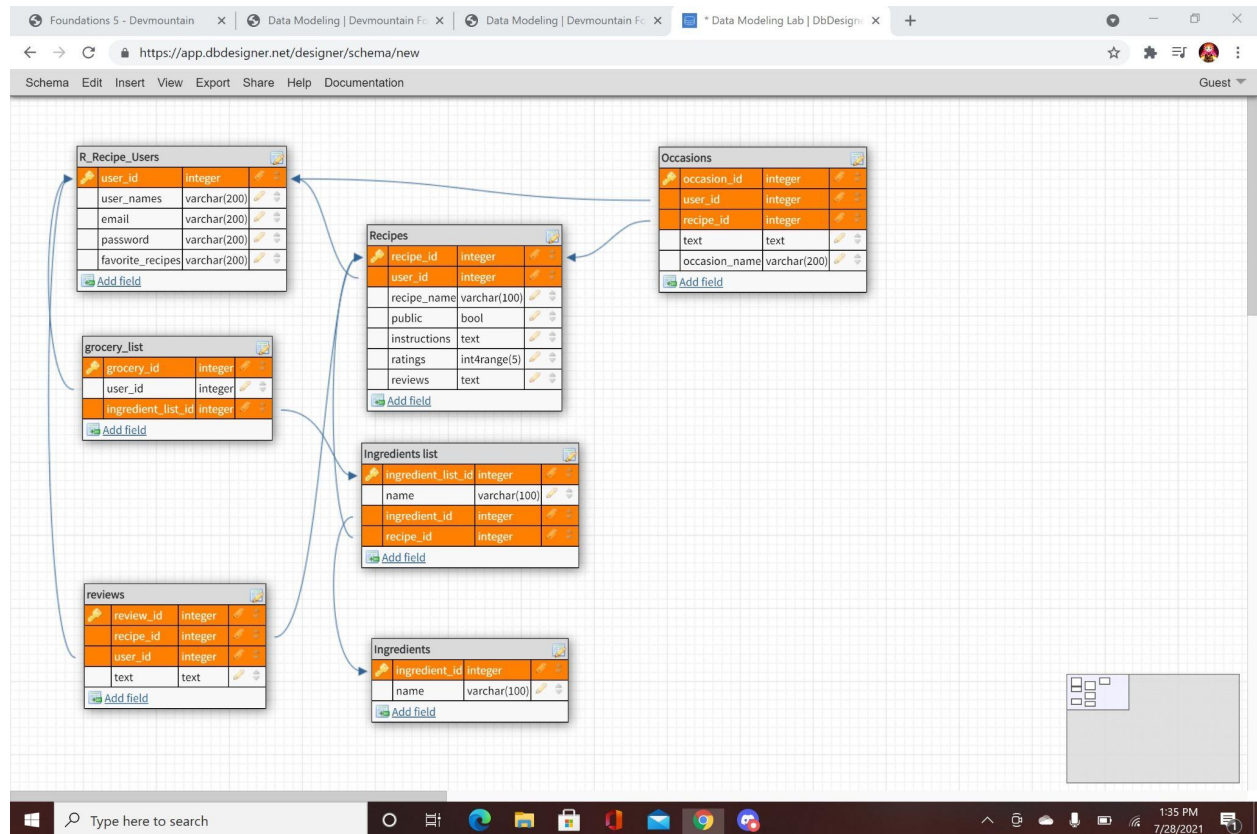 Foundations 5 - Devmountain
Data Modeling | Devmountain Fo
Data Modeling | Devmountain Fo
* Data Modeling Lab | DbDesigne
https://app.dbdesigner.net/designer/schema/new
Schema Edit Insert View Export Share Help Documentation Guest
R_Recipe_Users
user_id integer
user_names varchar(200)
email varchar(200)
password varchar(200)
favorite_recipes varchar(200)
Add field
Occasions
occasion_id integer
user_id integer
recipe_id integer
text text
occasion_name varchar(200)
Add field
Recipes
recipe_id integer
user_id integer
recipe_name varchar(100)
public bool
instructions text
ratings int4range(5)
reviews text
Add field
grocery_list
grocery_id integer
user_id integer
ingredient_list_id integer
Add field
Ingredients list
ingredient_list_id integer
name varchar(100)
ingredient_id integer
recipe_id integer
Add field
reviews
review_id integer
recipe_id integer
user_id integer
text text
Add field
Ingredients
ingredient_id integer
name varchar(100)
Add field
Type here to search
1:35 PM
7/28/2021
1